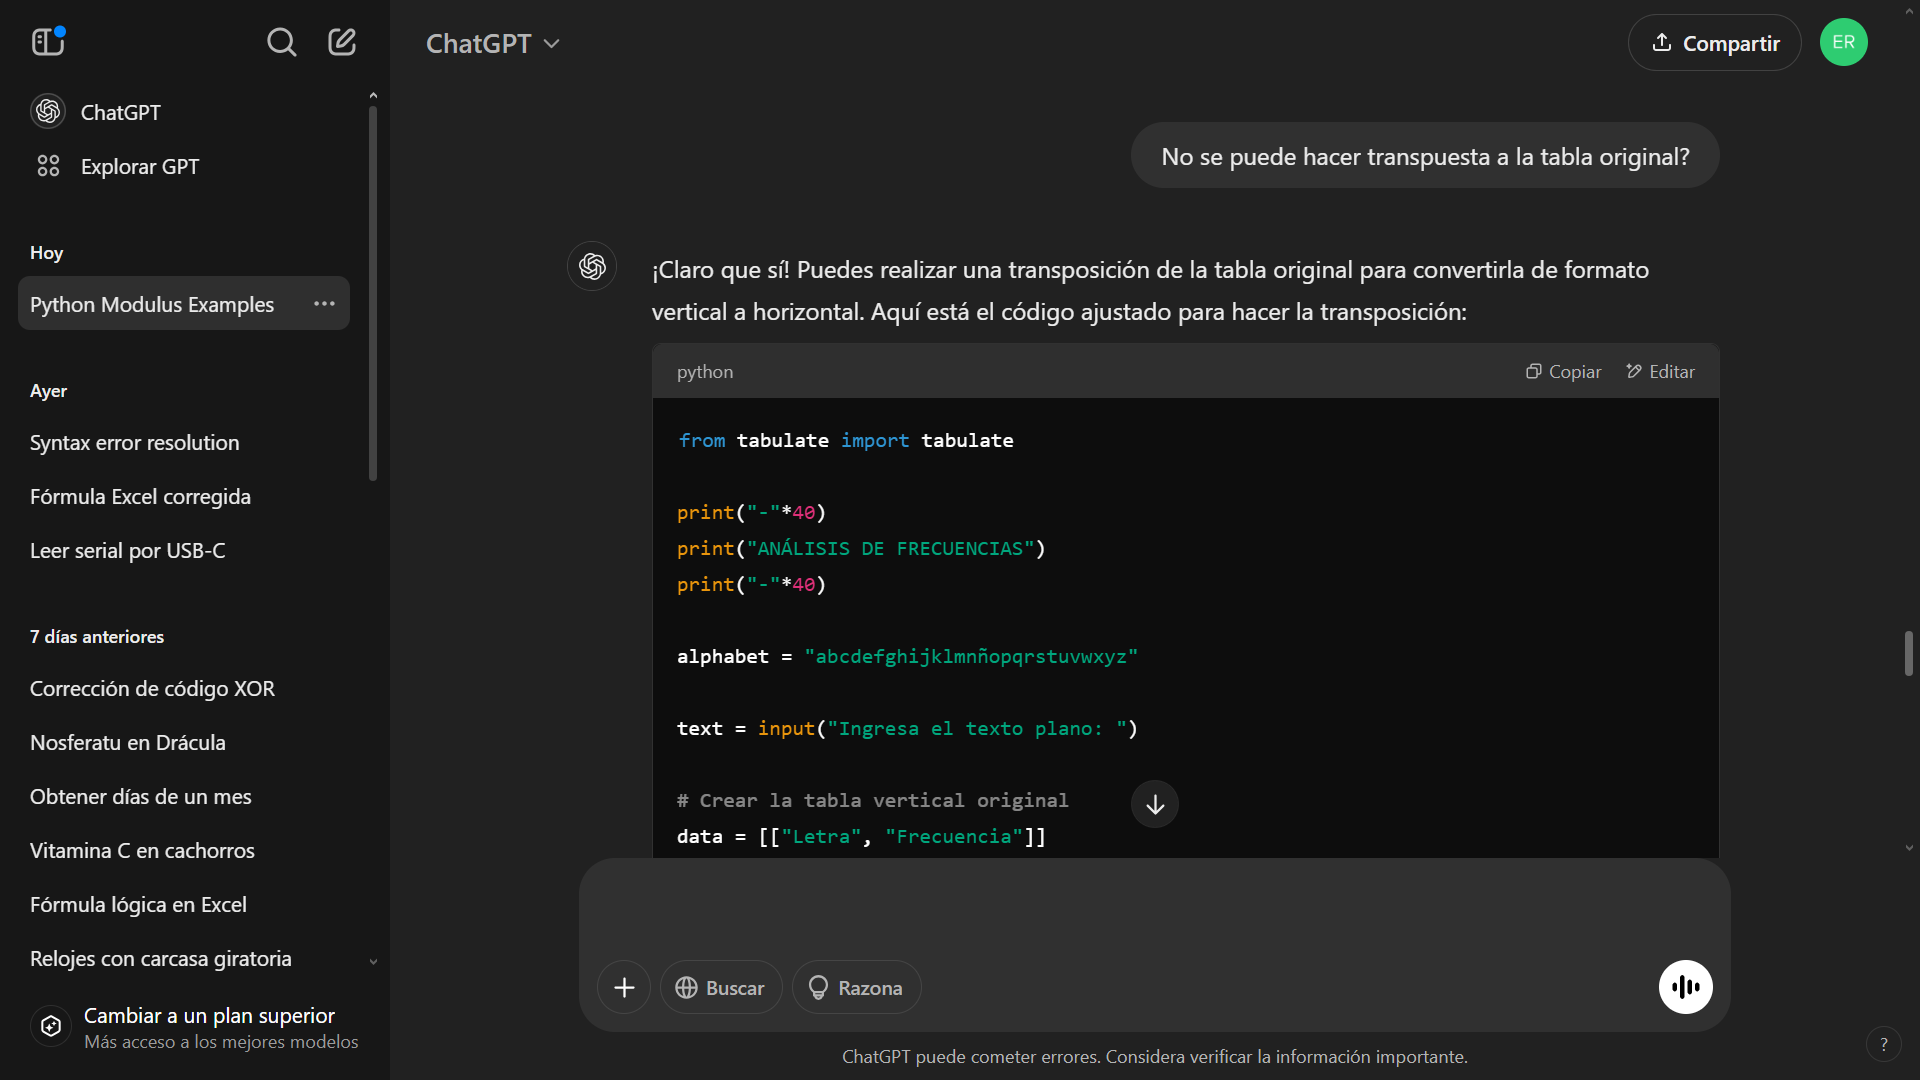 ChatGPT
Explorar GPT
Hoy
Python Modulus Examples
Ayer
Syntax error resolution
Fórmula Excel corregida
Leer serial por USB-C
7 días anteriores
Corrección de código XOR
Nosferatu en Drácula
Obtener días de un mes
Vitamina C en cachorros
Fórmula lógica en Excel
Relojes con carcasa giratoria
Cambiar a un plan superior
Más acceso a los mejores modelos
ChatGPT
Compartir
ER
No se puede hacer transpuesta a la tabla original?
¡Claro que sí! Puedes realizar una transposición de la tabla original para convertirla de formato
vertical a horizontal. Aquí está el código ajustado para hacer la transposición:
python
Copiar
Editar
from tabulate import tabulate
print("-"*40)
print("ANÁLISIS DE FRECUENCIAS")
print("-"*40)
alphabet = "abcdefghijklmnñopqrstuvwxyz"
text = input("Ingresa el texto plano: ")
# Crear la tabla vertical original
data = [["Letra", "Frecuencia"]]
Buscar
Razona
ChatGPT puede cometer errores. Considera verificar la información importante.
?